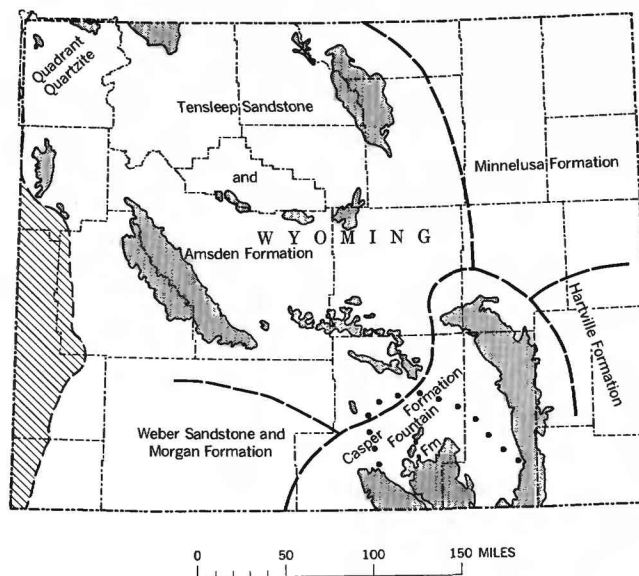 Quadrant
Quartzite
Tensleep Sandstone
and
Minnelusa Formation
WYOMING
Amsden Formation
Hartville Formation
Casper Formation
Fountain Fm
Weber Sandstone and
Morgan Formation
0 50 100 150 MILES